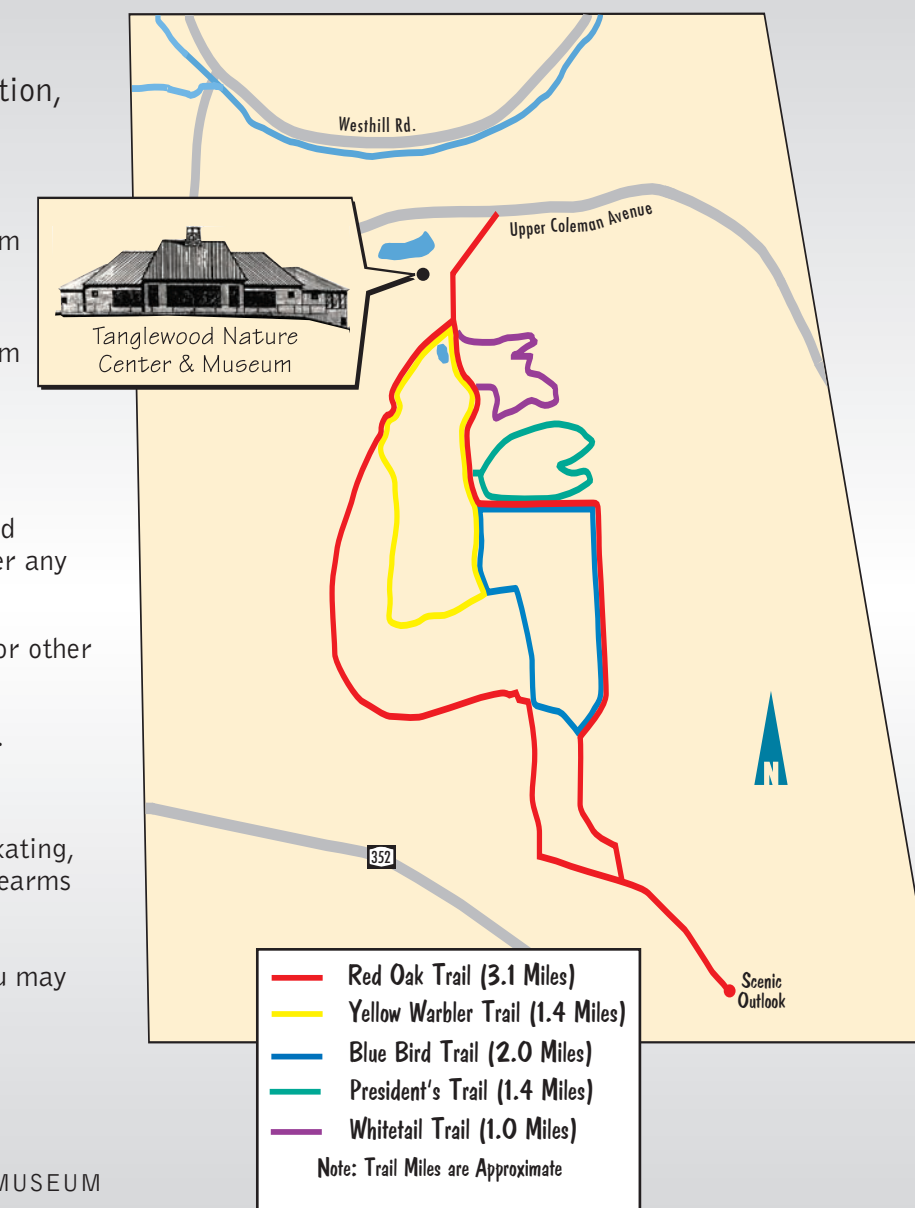 tion,
m
m
d
er any
or other
.
kating,
earms
u may
MUSEUM
Westhill Rd.
Upper Coleman Avenue
Tanglewood Nature
Center & Museum
N
352
Scenic
Outlook
Red Oak Trail (3.1 Miles)
Yellow Warbler Trail (1.4 Miles)
Blue Bird Trail (2.0 Miles)
President's Trail (1.4 Miles)
Whitetail Trail (1.0 Miles)
Note: Trail Miles are Approximate